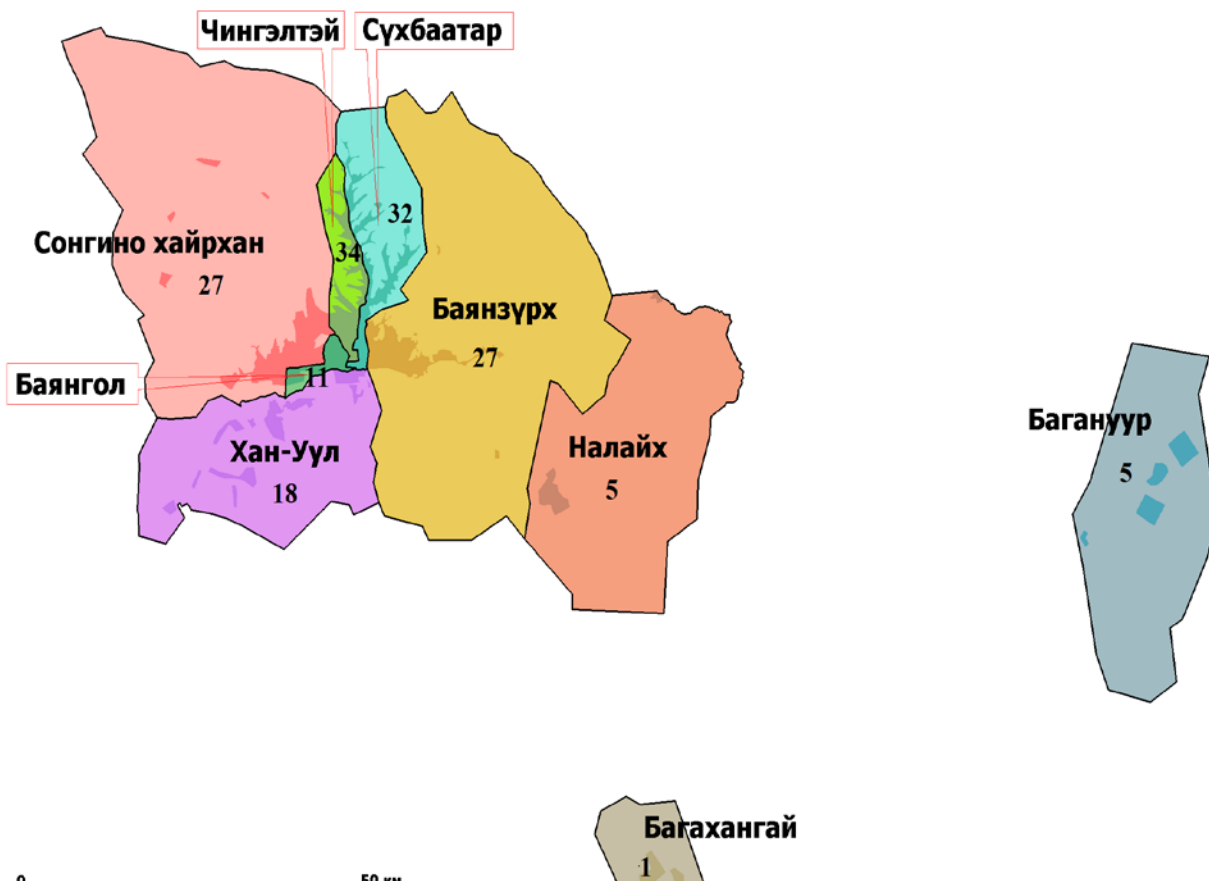 Чингэлтэй
Сүхбаатар
32
34
Сонгино хайрхан
27
Баянзүрх
27
Баянгол
11
Хан-Уул
18
Налайх
5
Багануур
5
Багахангай
1
0
50 км